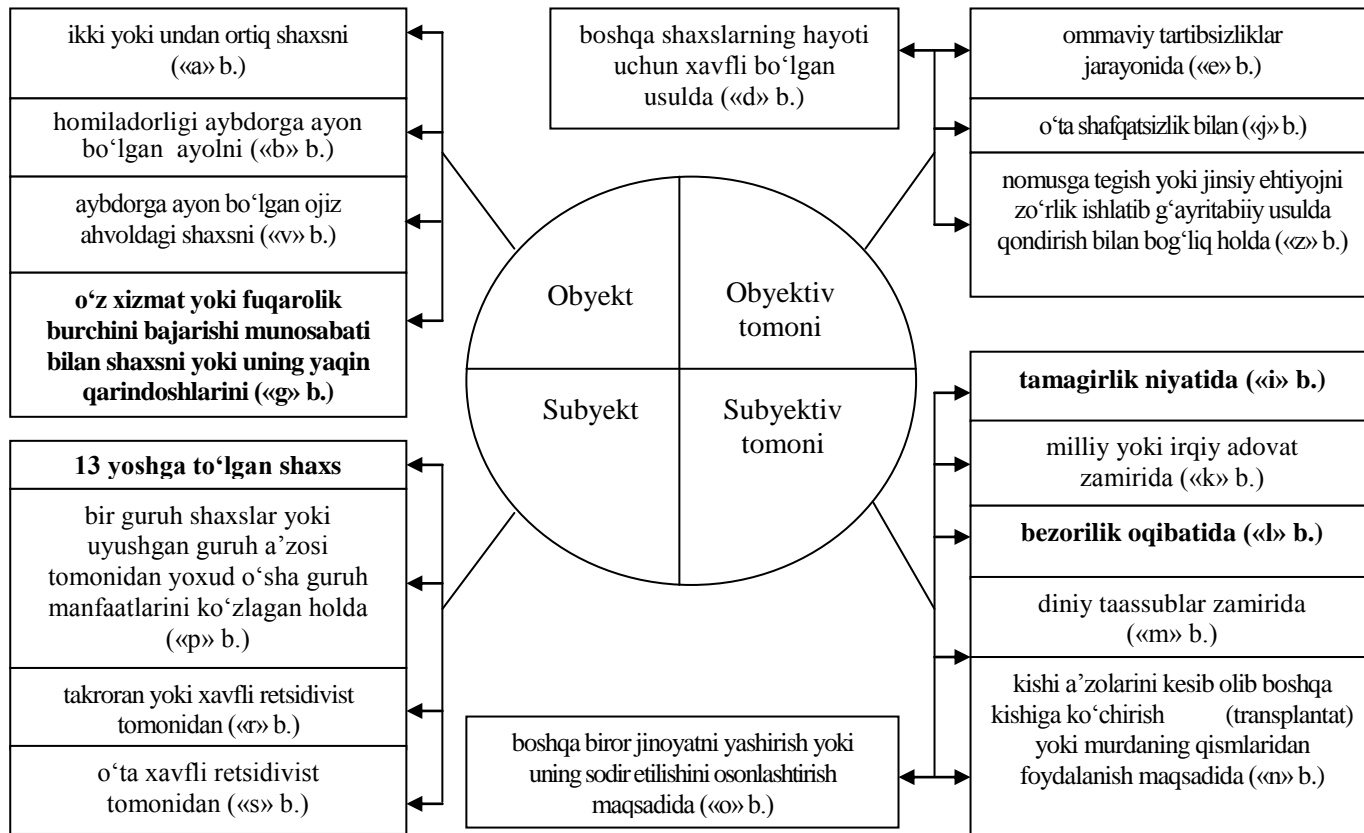 ikki yoki undan ortiq shaxsni
(«a» b.)
homiladorligi aybdorga ayon
bo‘lgan ayolni («b» b.)
aybdorga ayon bo‘lgan ojiz
ahvoldagi shaxsni («v» b.)
o‘z xizmat yoki fuqarolik
burchini bajarishi munosabati
bilan shaxsni yoki uning yaqin
qarindoshlarini («g» b.)
boshqa shaxslarning hayoti
uchun xavfli bo‘lgan
usulda («d» b.)
ommaviy tartibsizliklar
jarayonida («e» b.)
o‘ta shafqatsizlik bilan («j» b.)
nomusga tegish yoki jinsiy ehtiyojni
zo‘rlik ishlatib g‘ayritabiiy usulda
qondirish bilan bog‘liq holda («z» b.)
Obyekt
Obyektiv
tomoni
Subyekt
Subyektiv
tomoni
13 yoshga to‘lgan shaxs
bir guruh shaxslar yoki
uyushgan guruh a’zosi
tomonidan yoxud o‘sha guruh
manfaatlarini ko‘zlagan holda
(«p» b.)
takroran yoki xavfli retsidivist
tomonidan («r» b.)
o‘ta xavfli retsidivist
tomonidan («s» b.)
boshqa biror jinoyatni yashirish yoki
uning sodir etilishini osonlashtirish
maqsadida («o» b.)
tamagirlik niyatida («i» b.)
milliy yoki irqiy adovat
zamirida («k» b.)
bezorilik oqibatida («l» b.)
diniy taassublar zamirida
(«m» b.)
kishi a’zolarini kesib olib boshqa
kishiga ko‘chirish (transplantat)
yoki murdaning qismlaridan
foydalanish maqsadida («n» b.)